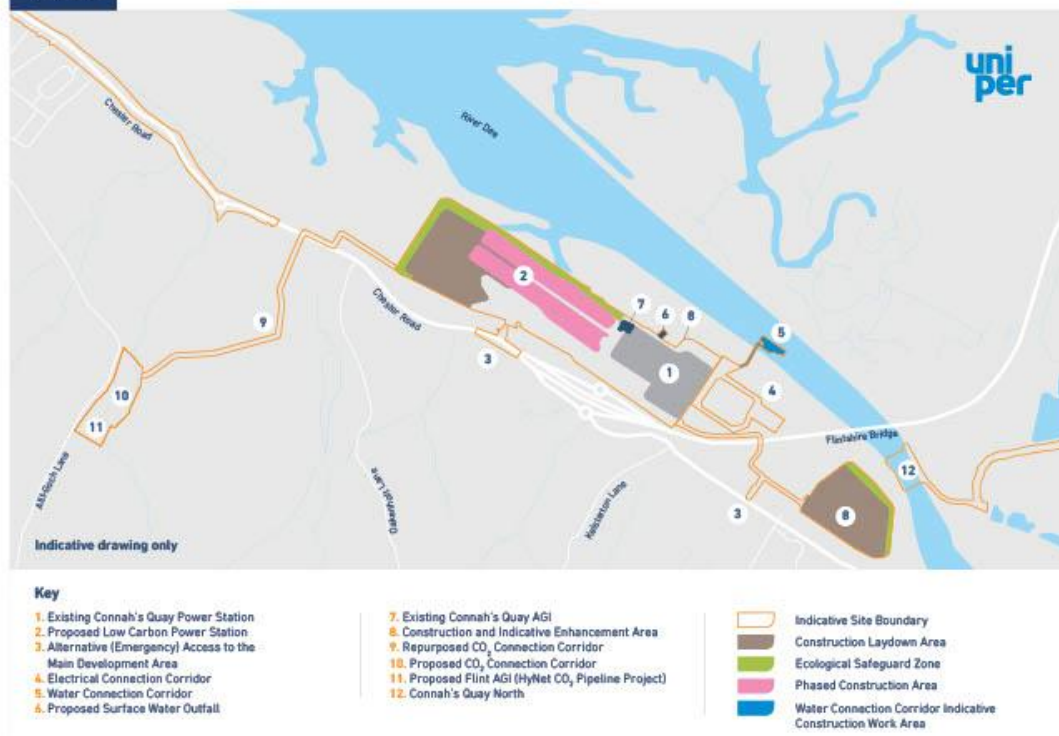 uni
per
Chester Road
River Dee
2
7
6
8
5
9
Chester Road
3
1
4
10
11
Allt-Goch Lane
Oakenholt Lane
Kelsterton Lane
Flintshire Bridge
12
3
8
Indicative drawing only
Key
1. Existing Connah's Quay Power Station
2. Proposed Low Carbon Power Station
3. Alternative (Emergency) Access to the
Main Development Area
4. Electrical Connection Corridor
5. Water Connection Corridor
6. Proposed Surface Water Outfall
7. Existing Connah's Quay AGI
8. Construction and Indicative Enhancement Area
9. Repurposed CO₂ Connection Corridor
10. Proposed CO₂ Connection Corridor
11. Proposed Flint AGI (HyNet CO₂ Pipeline Project)
12. Connah's Quay North
Indicative Site Boundary
Construction Laydown Area
Ecological Safeguard Zone
Phased Construction Area
Water Connection Corridor Indicative
Construction Work Area